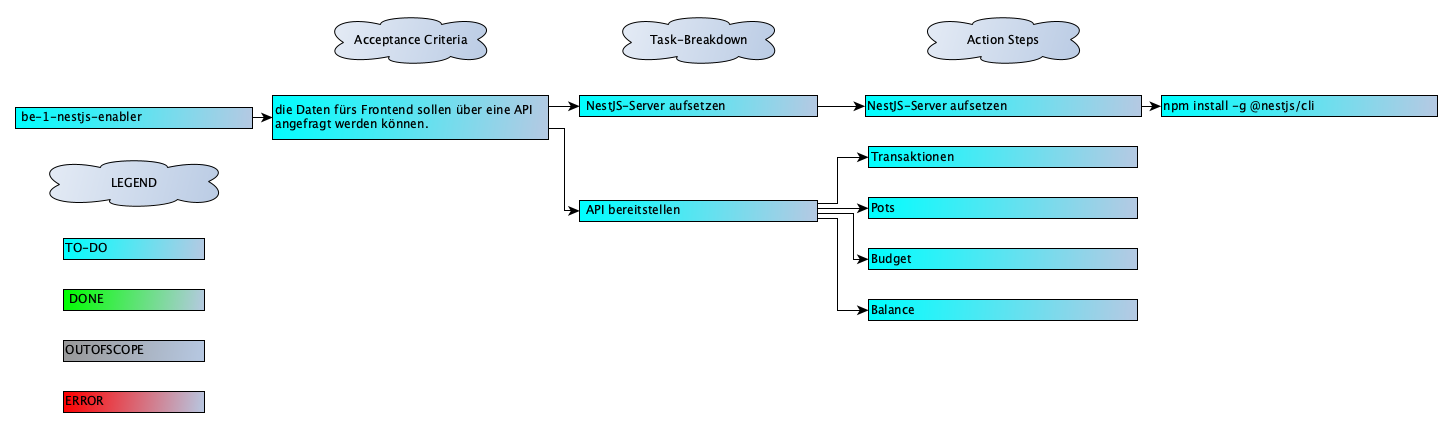 Acceptance Criteria
Task-Breakdown
Action Steps
be-1-nestjs-enabler
die Daten fürs Frontend sollen über eine API
angefragt werden können.
NestJS-Server aufsetzen
NestJS-Server aufsetzen
npm install -g @nestjs/cli
Transaktionen
API bereitstellen
Pots
Budget
Balance
LEGEND
TO-DO
DONE
OUTOFSCOPE
ERROR